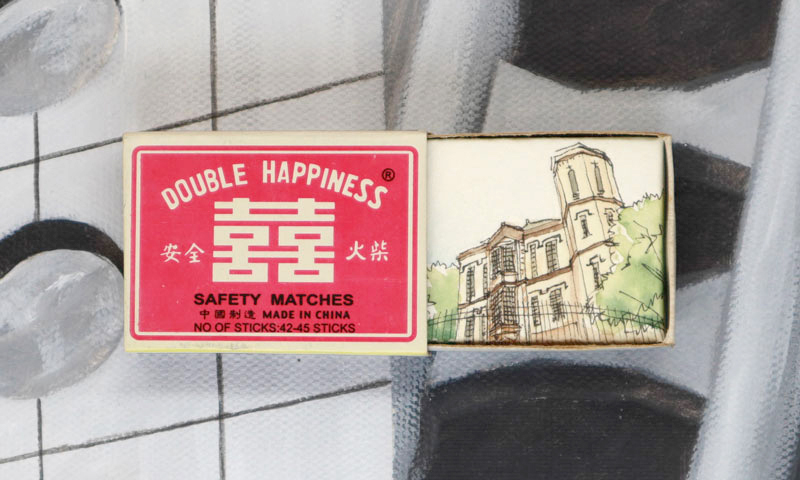 DOUBLE HAPPINESS®
安全 囍 火柴
SAFETY MATCHES
中國制造 MADE IN CHINA
NO OF STICKS:42-45 STICKS